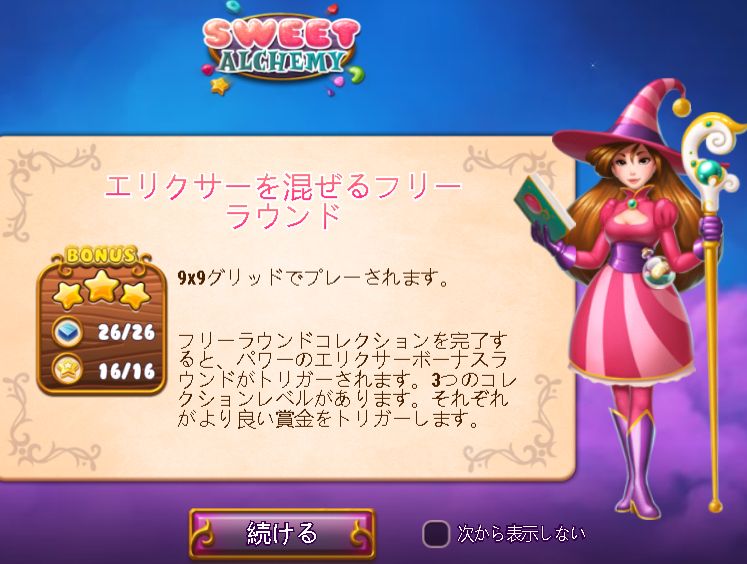 SWEET
ALCHEMY
エリクサーを混ぜるフリー
ラウンド
BONUS
26/26
16/16
9x9グリッドでプレーされます。
フリーラウンドコレクションを完了す
ると、パワーのエリクサーボーナスラ
ウンドがトリガーされます。3つのコレ
クションレベルがあります。それぞれ
がより良い賞金をトリガーします。
続ける
次から表示しない